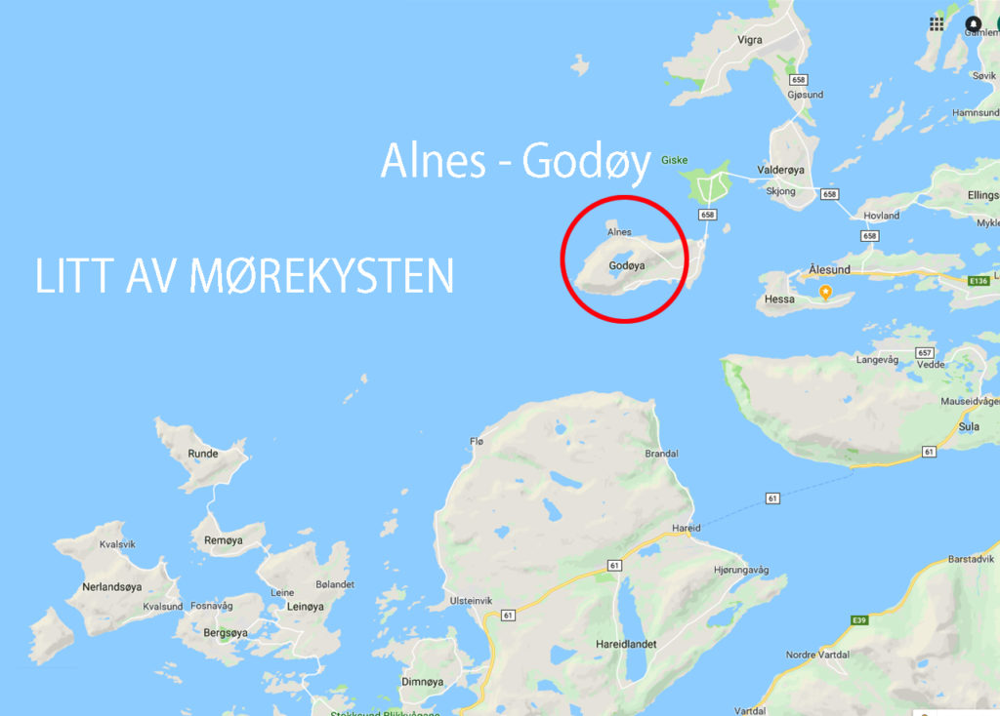 Vigra
Gamlem
658
Søvik
Gjøsund
Hamnsund
Alnes - Godøy
Giske
Valderøya
Skjong
658
Ellings
658
Hovland
Mykle
Alnes
658
LITT AV MØREKYSTEN
Godøya
Ålesund
E136
Hessa
657
Langevåg
Vedde
Mauseidvåge
Sula
Flø
Runde
Brandal
61
61
Hareid
Remøya
Kvalsvik
Barstadvik
61
Hjørungavåg
Nerlandsøya
Leine
Bølandet
Kvalsund
Fosnavåg
Leinøya
Ulsteinvik
61
E39
Bergsøya
Hareidlandet
Nordre Vartdal
Dimnøya
Vartdal